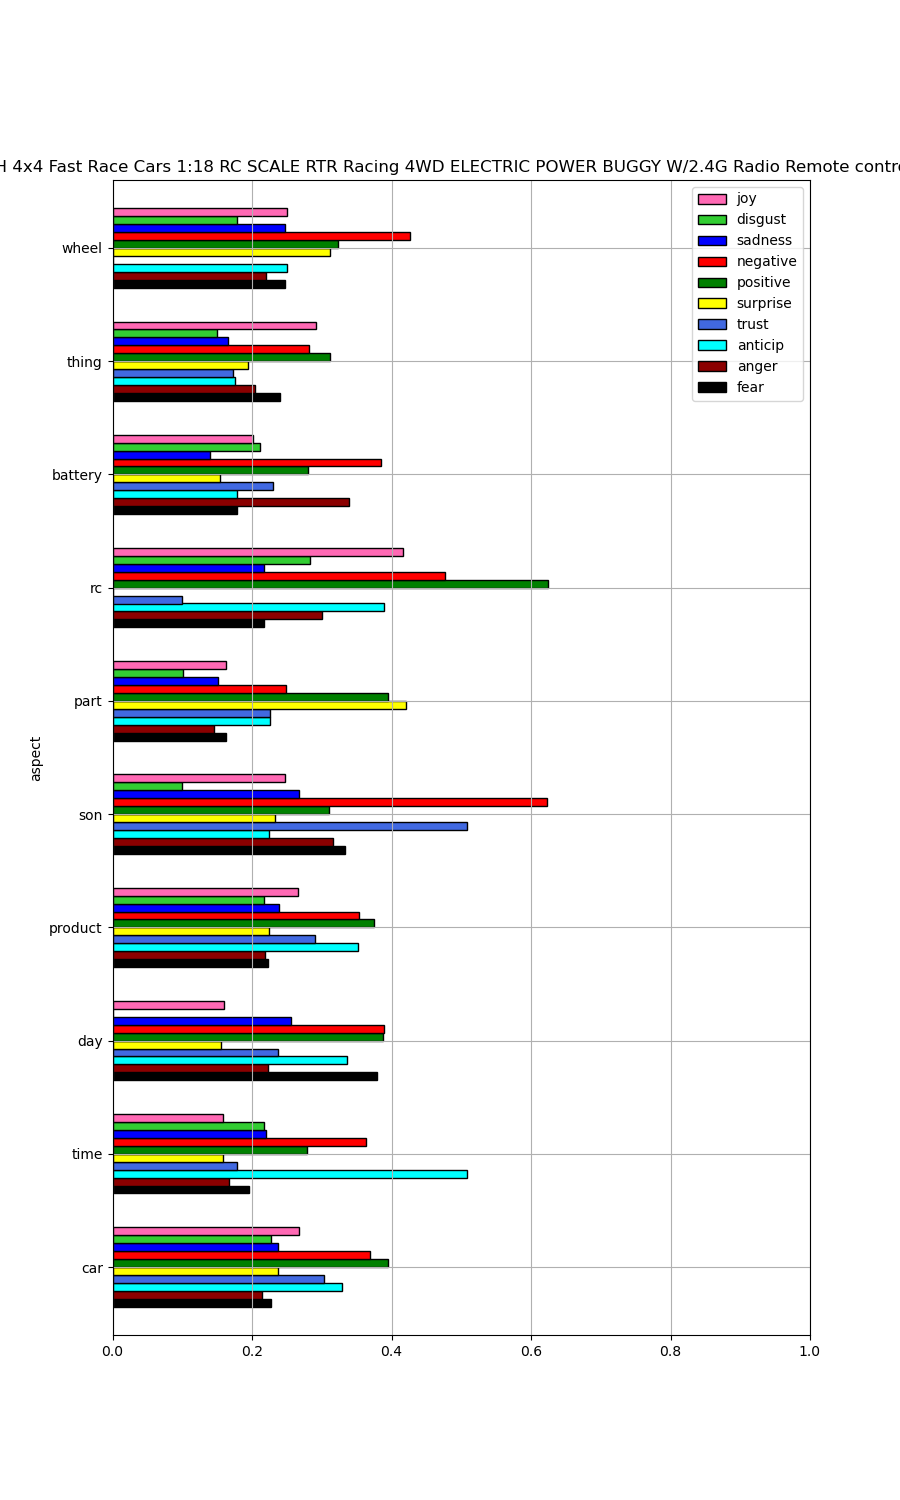 H 4x4 Fast Race Cars 1:18 RC SCALE RTR Racing 4WD ELECTRIC POWER BUGGY W/2.4G Radio Remote contro
joy
disgust
sadness
negative
positive
surprise
trust
anticip
anger
fear
wheel
thing
battery
rc
part
son
product
day
time
car
aspect
0.0 0.2 0.4 0.6 0.8 1.0